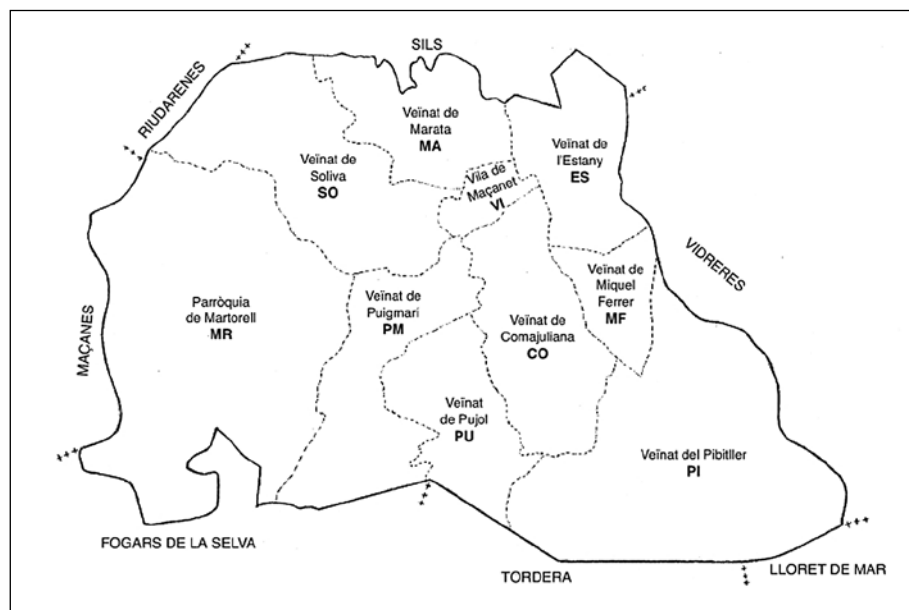 SILS
RIUDARENES
Veïnat de
Marata
MA
Veïnat de
l'Estany
ES
Veïnat de
Soliva
SO
Vila de
Maçanet
VI
VIDRERES
Veïnat de
Miquel
Ferrer
MF
Parròquia
de Martorell
MR
Veïnat de
Puigmarí
PM
Veïnat de
Comajuliana
CO
MAÇANES
Veïnat
de Pujol
PU
Veïnat del Pibitller
PI
FOGARS DE LA SELVA
TORDERA
LLORET DE MAR